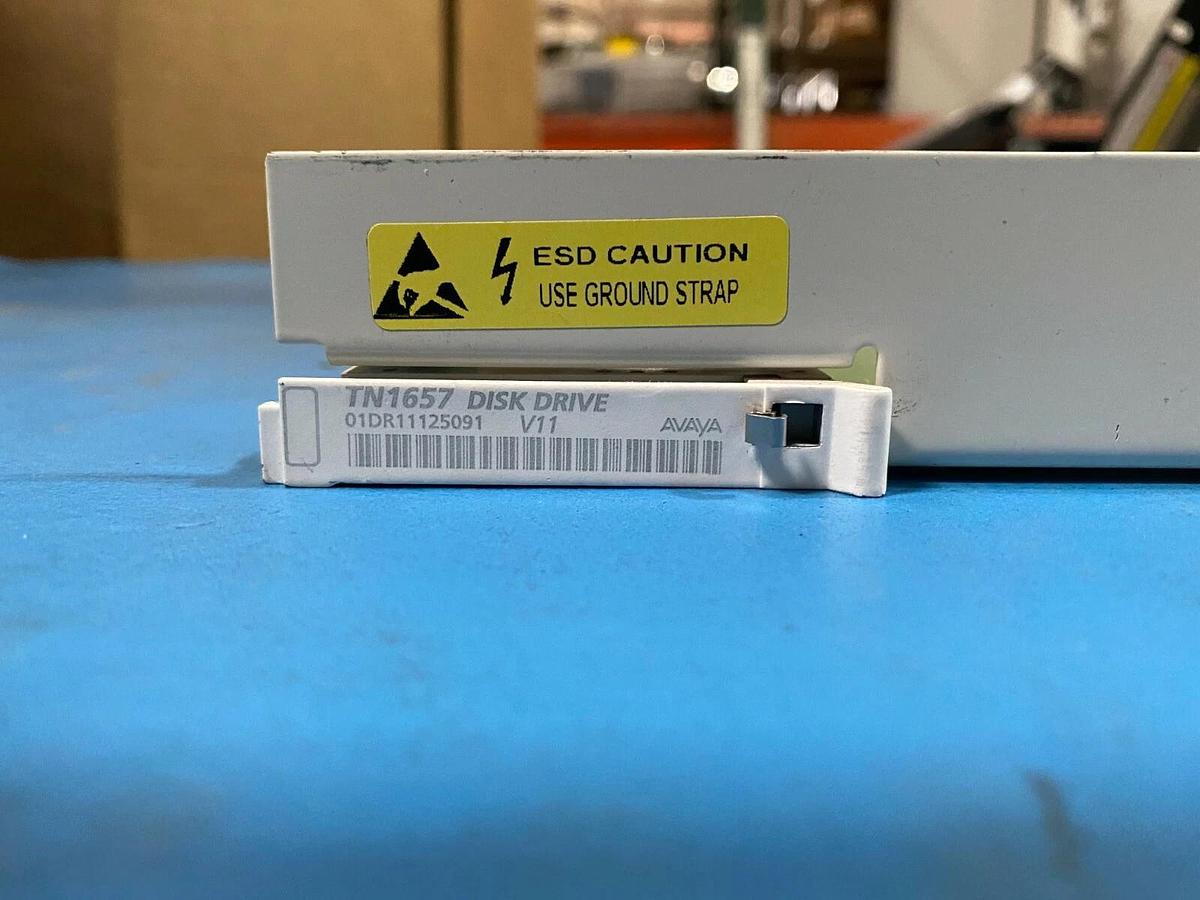 ESD CAUTION
USE GROUND STRAP
TN1657 DISK DRIVE
01DR11125091 V11 AVAYA